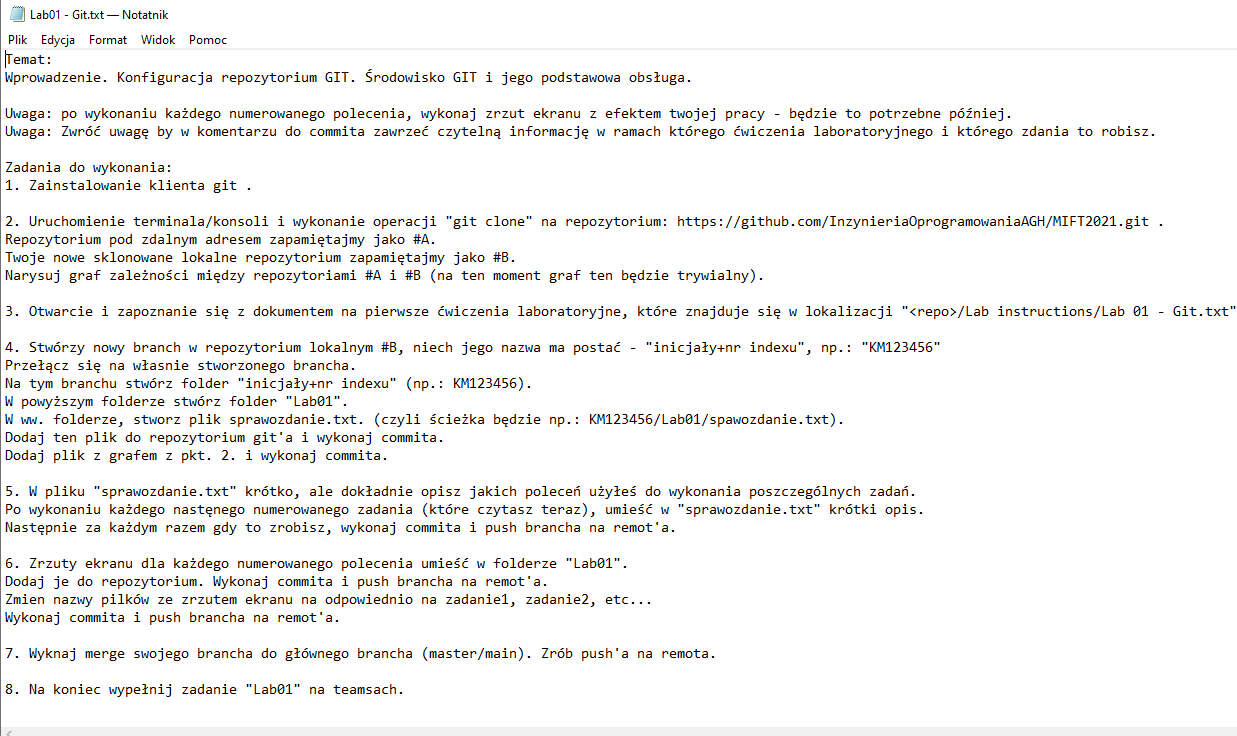 Lab01 - Git.txt — Notatnik
Plik Edycja Format Widok Pomoc
Temat:
Wprowadzenie. Konfiguracja repozytorium GIT. Środowisko GIT i jego podstawowa obsługa.
Uwaga: po wykonaniu każdego numerowanego polecenia, wykonaj zrzut ekranu z efektem twojej pracy - będzie to potrzebne później.
Uwaga: Zwróć uwagę by w komentarzu do commita zawrzeć czytelną informację w ramach którego ćwiczenia laboratoryjnego i którego zdania to robisz.
Zadania do wykonania:
1. Zainstalowanie klienta git .
2. Uruchomienie terminala/konsoli i wykonanie operacji "git clone" na repozytorium: https://github.com/InzynieriaOprogramowaniaAGH/MIFT2021.git .
Repozytorium pod zdalnym adresem zapamiętajmy jako #A.
Twoje nowe sklonowane lokalne repozytorium zapamiętajmy jako #B.
Narysuj graf zależności między repozytoriami #A i #B (na ten moment graf ten będzie trywialny).
3. Otwarcie i zapoznanie się z dokumentem na pierwsze ćwiczenia laboratoryjne, które znajduje się w lokalizacji "<repo>/Lab instructions/Lab 01 - Git.txt"
4. Stwórzy nowy branch w repozytorium lokalnym #B, niech jego nazwa ma postać - "inicjały+nr indexu", np.: "KM123456"
Przełącz się na własnie stworzonego brancha.
Na tym branchu stwórz folder "inicjały+nr indexu" (np.: KM123456).
W powyższym folderze stwórz folder "Lab01".
W ww. folderze, stworz plik sprawozdanie.txt. (czyli ścieżka będzie np.: KM123456/Lab01/spawozdanie.txt).
Dodaj ten plik do repozytorium git'a i wykonaj commita.
Dodaj plik z grafem z pkt. 2. i wykonaj commita.
5. W pliku "sprawozdanie.txt" krótko, ale dokładnie opisz jakich poleceń użyłeś do wykonania poszczególnych zadań.
Po wykonaniu każdego nastęnego numerowanego zadania (które czytasz teraz), umieść w "sprawozdanie.txt" krótki opis.
Następnie za każdym razem gdy to zrobisz, wykonaj commita i push brancha na remot'a.
6. Zrzuty ekranu dla każdego numerowanego polecenia umieść w folderze "Lab01".
Dodaj je do repozytorium. Wykonaj commita i push brancha na remot'a.
Zmien nazwy pilków ze zrzutem ekranu na odpowiednio na zadanie1, zadanie2, etc...
Wykonaj commita i push brancha na remot'a.
7. Wyknaj merge swojego brancha do głównego brancha (master/main). Zrób push'a na remota.
8. Na koniec wypełnij zadanie "Lab01" na teamsach.